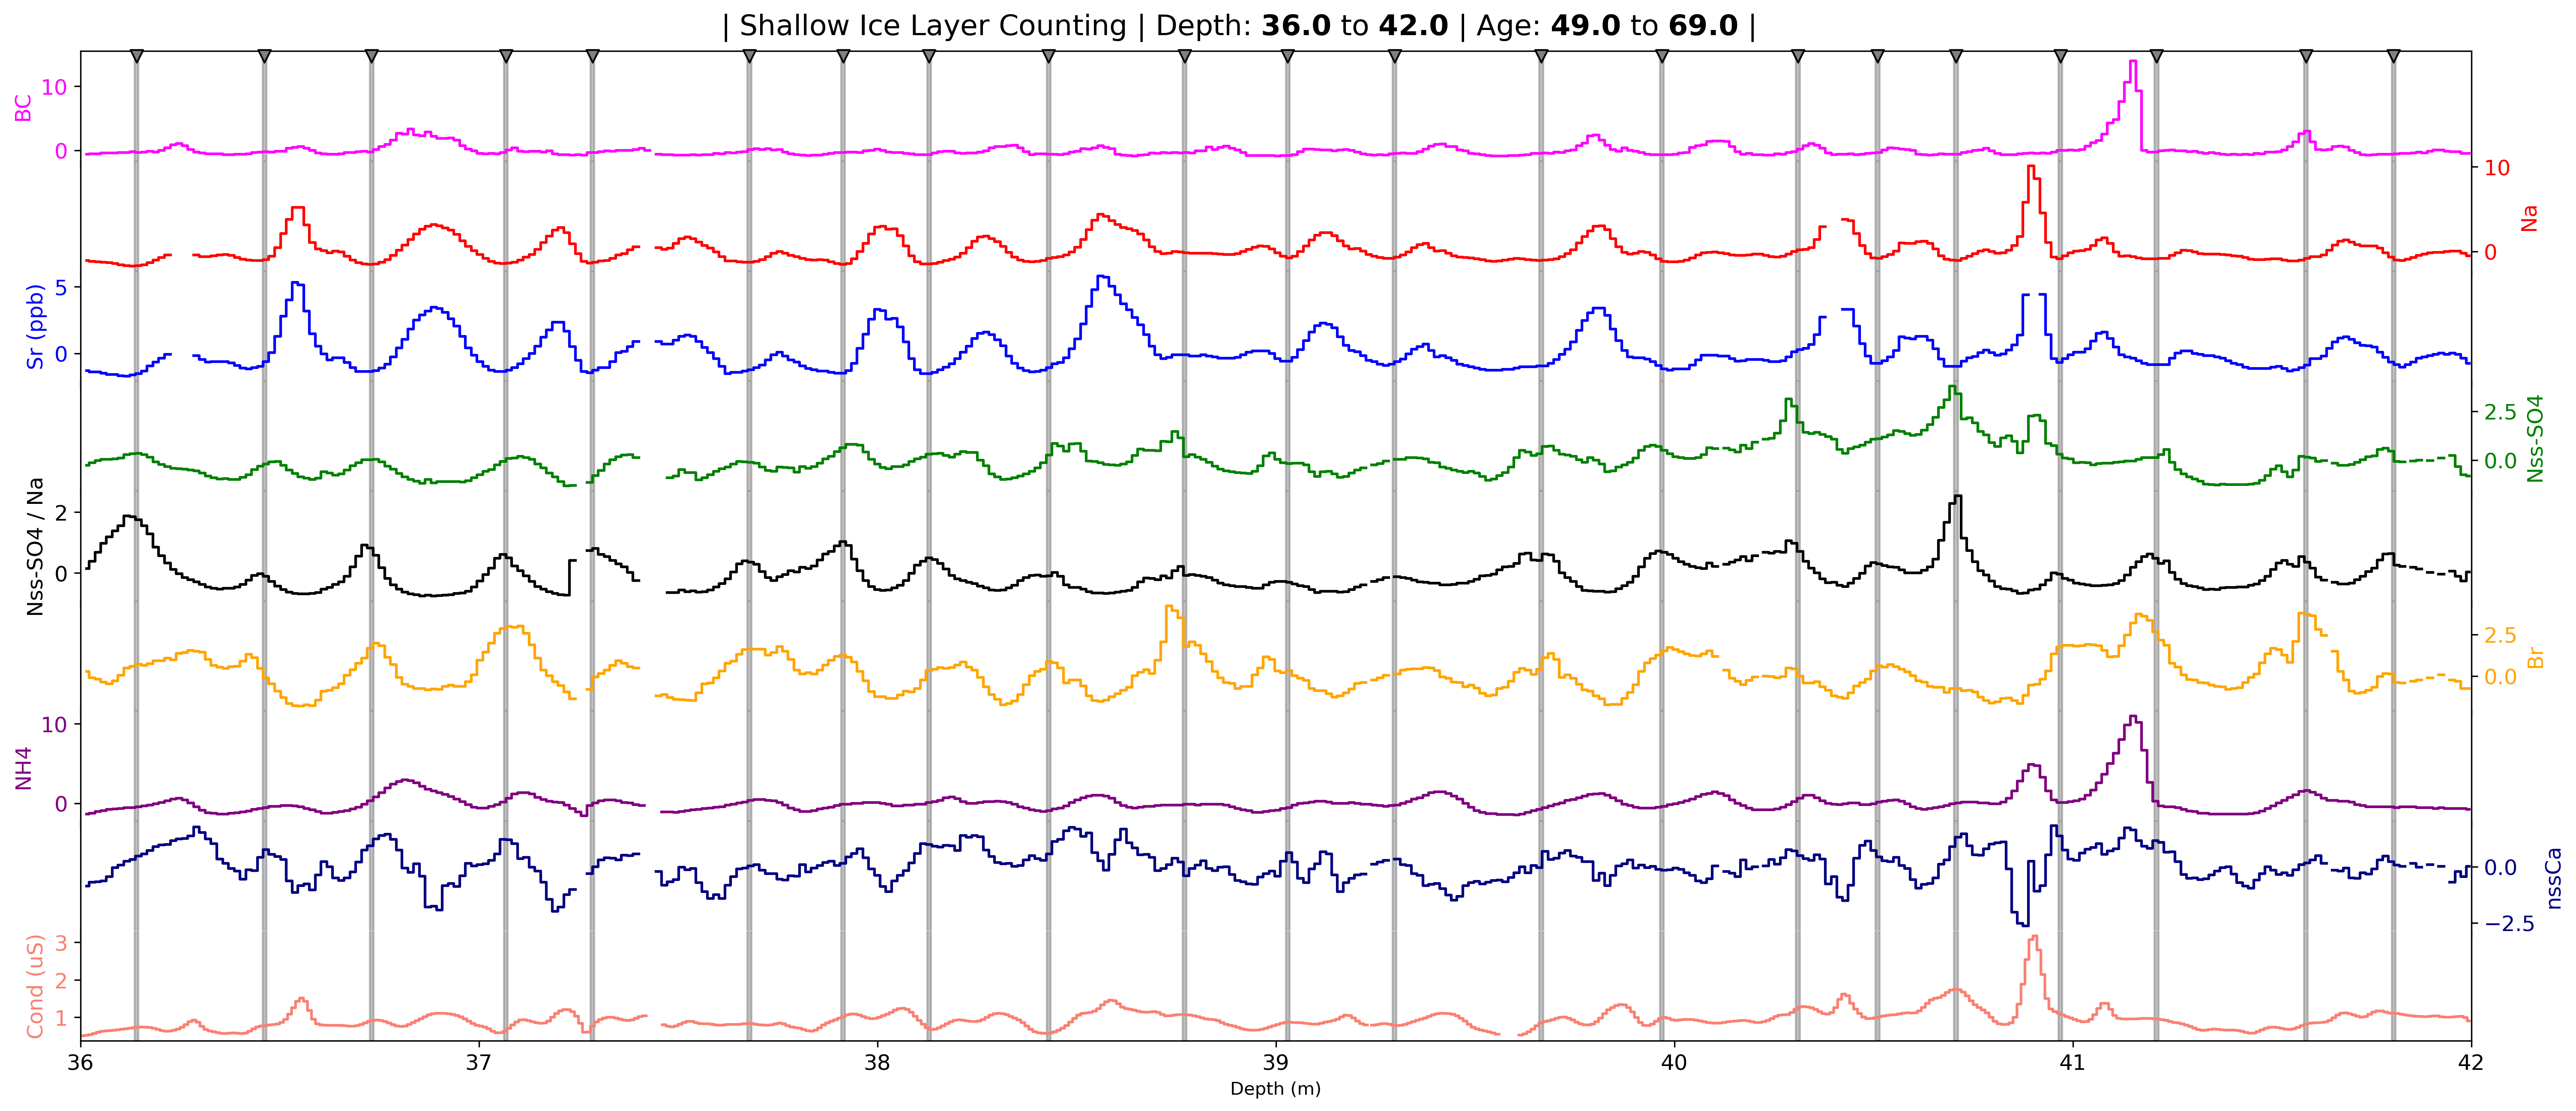 | Shallow Ice Layer Counting | Depth: 36.0 to 42.0 | Age: 49.0 to 69.0 |
BC
10
0
10
0
Na
Sr (ppb)
5
0
2.5
0.0
Nss-SO4
Nss-SO4 / Na
2
0
2.5
0.0
Br
NH4
10
0
0.0
−2.5
nssCa
Cond (uS)
3
2
1
36 37 38 39 40 41 42
Depth (m)